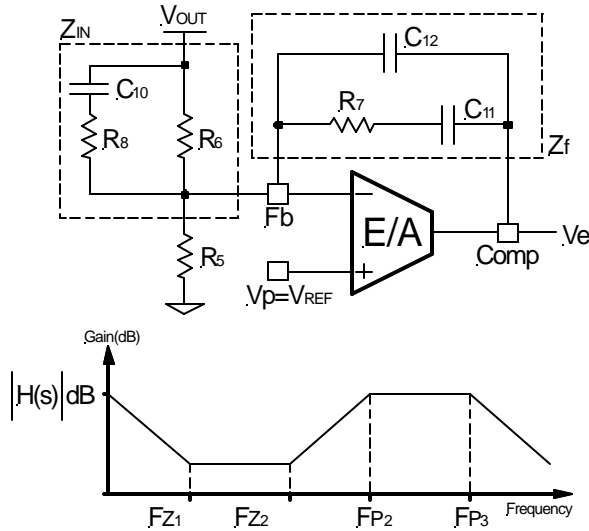 VOUT
ZIN
C12
C10
R7
C11
R8
R6
Zf
Fb
E/A
R5
Comp
Ve
Vp=VREF
Gain(dB)
|H(s)|dB
FZ1
FZ2
FP2
FP3
Frequency